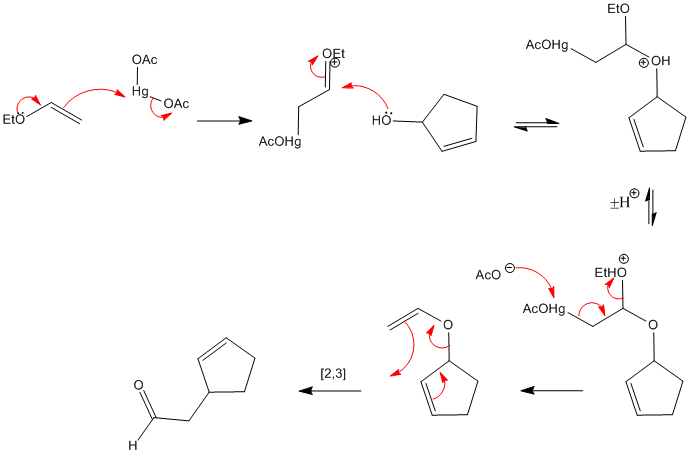 EtO
OAc
Hg
OAc
OEt
⊕
AcOHg
HO
EtO
AcOHg
OH
⊕
±H⊕
AcO⊖
⊕
EtHO
AcOHg
O
O
[2,3]
O
H